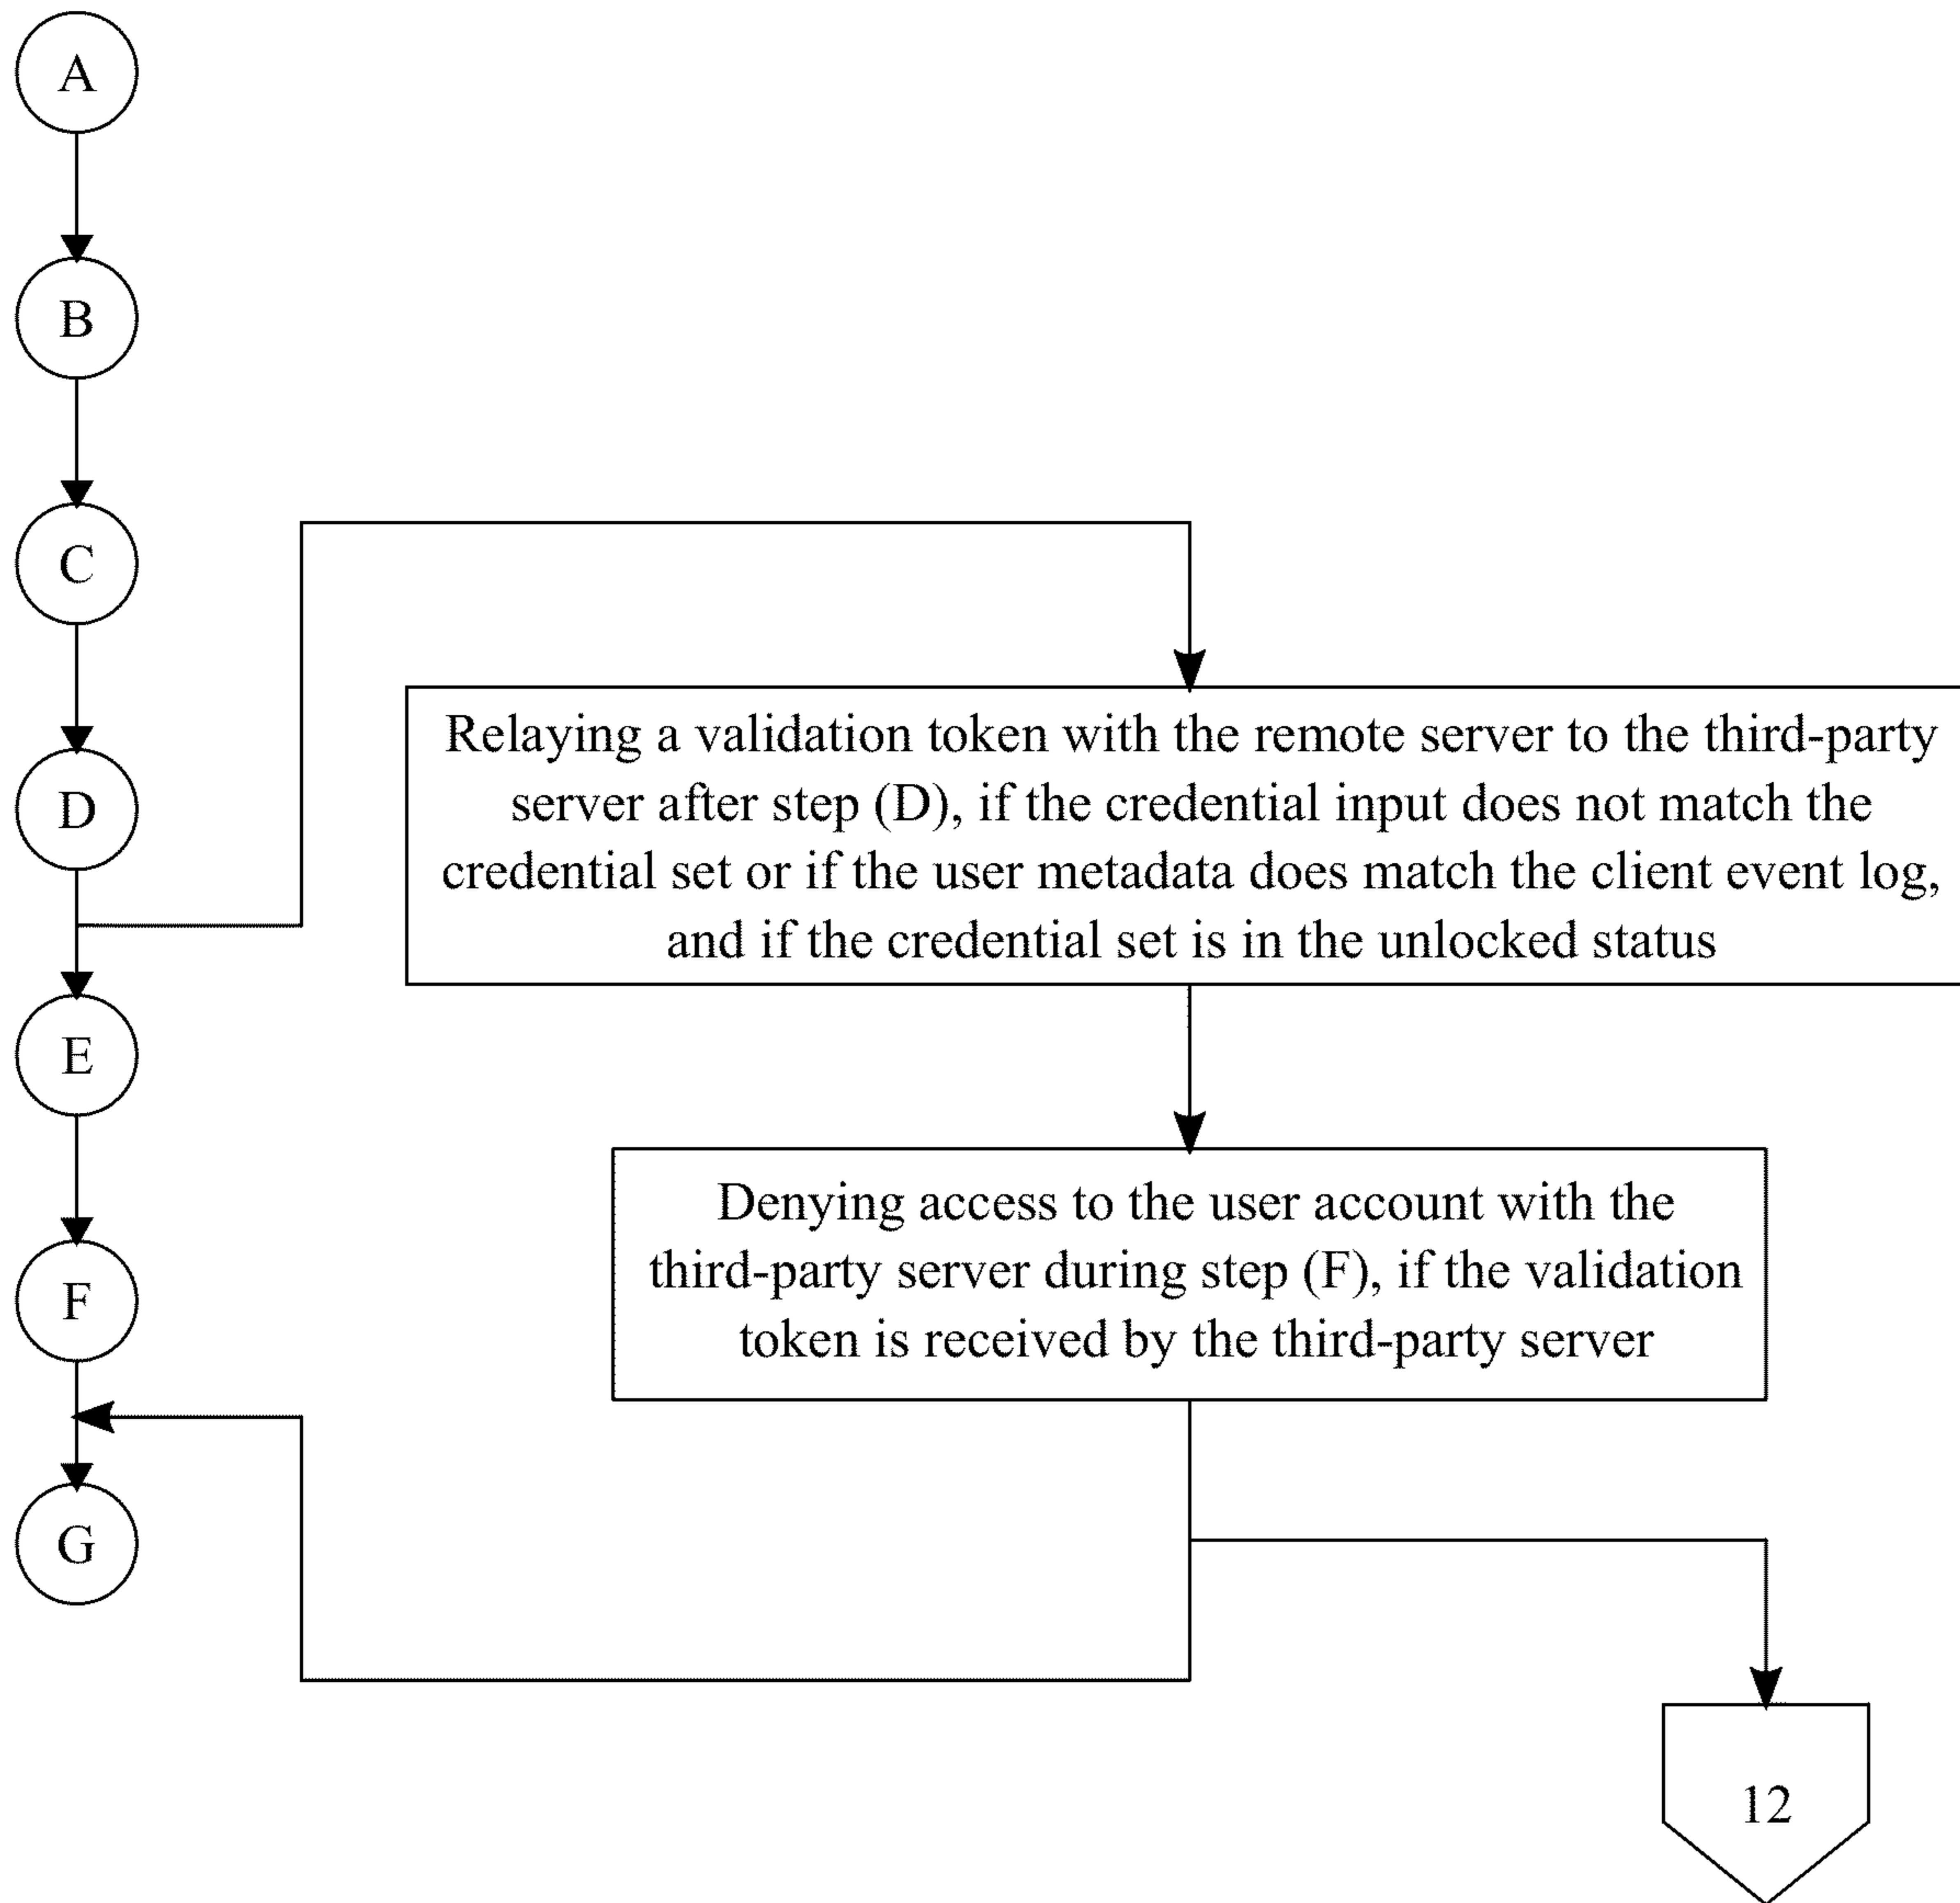 A
B
C
D
E
F
G
Relaying a validation token with the remote server to the third-party
server after step (D), if the credential input does not match the
credential set or if the user metadata does match the client event log,
and if the credential set is in the unlocked status
Denying access to the user account with the
third-party server during step (F), if the validation
token is received by the third-party server
12